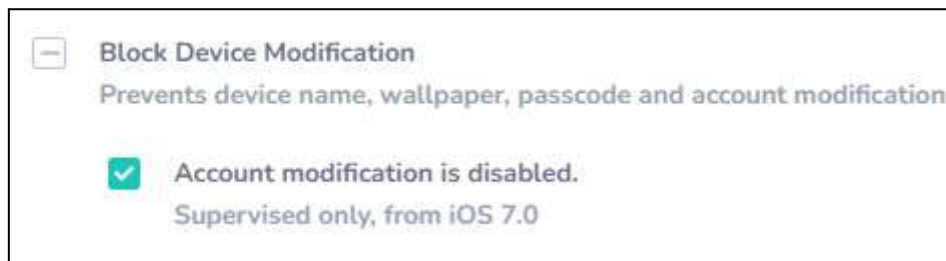 Block Device Modification
Prevents device name, wallpaper, passcode and account modification
Account modification is disabled.
Supervised only, from iOS 7.0